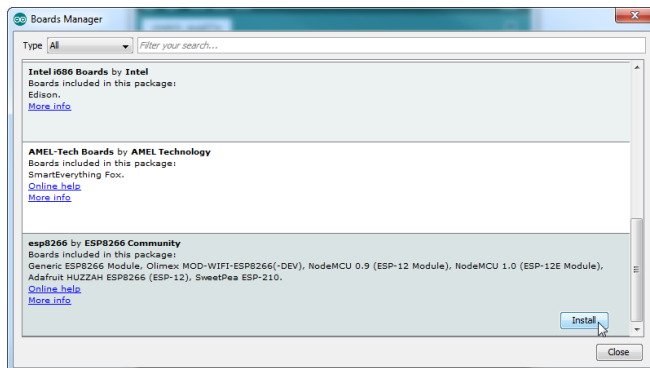 Boards Manager
Type All Filter your search...
Intel i686 Boards by Intel
Boards included in this package:
Edison.
More info
AMEL-Tech Boards by AMEL Technology
Boards included in this package:
SmartEverything Fox.
Online help
More info
esp8266 by ESP8266 Community
Boards included in this package:
Generic ESP8266 Module, Olimex MOD-WIFI-ESP8266(-DEV), NodeMCU 0.9 (ESP-12 Module), NodeMCU 1.0 (ESP-12E Module),
Adafruit HUZZAH ESP8266 (ESP-12), SweetPea ESP-210.
Online help
More info
Install
Close